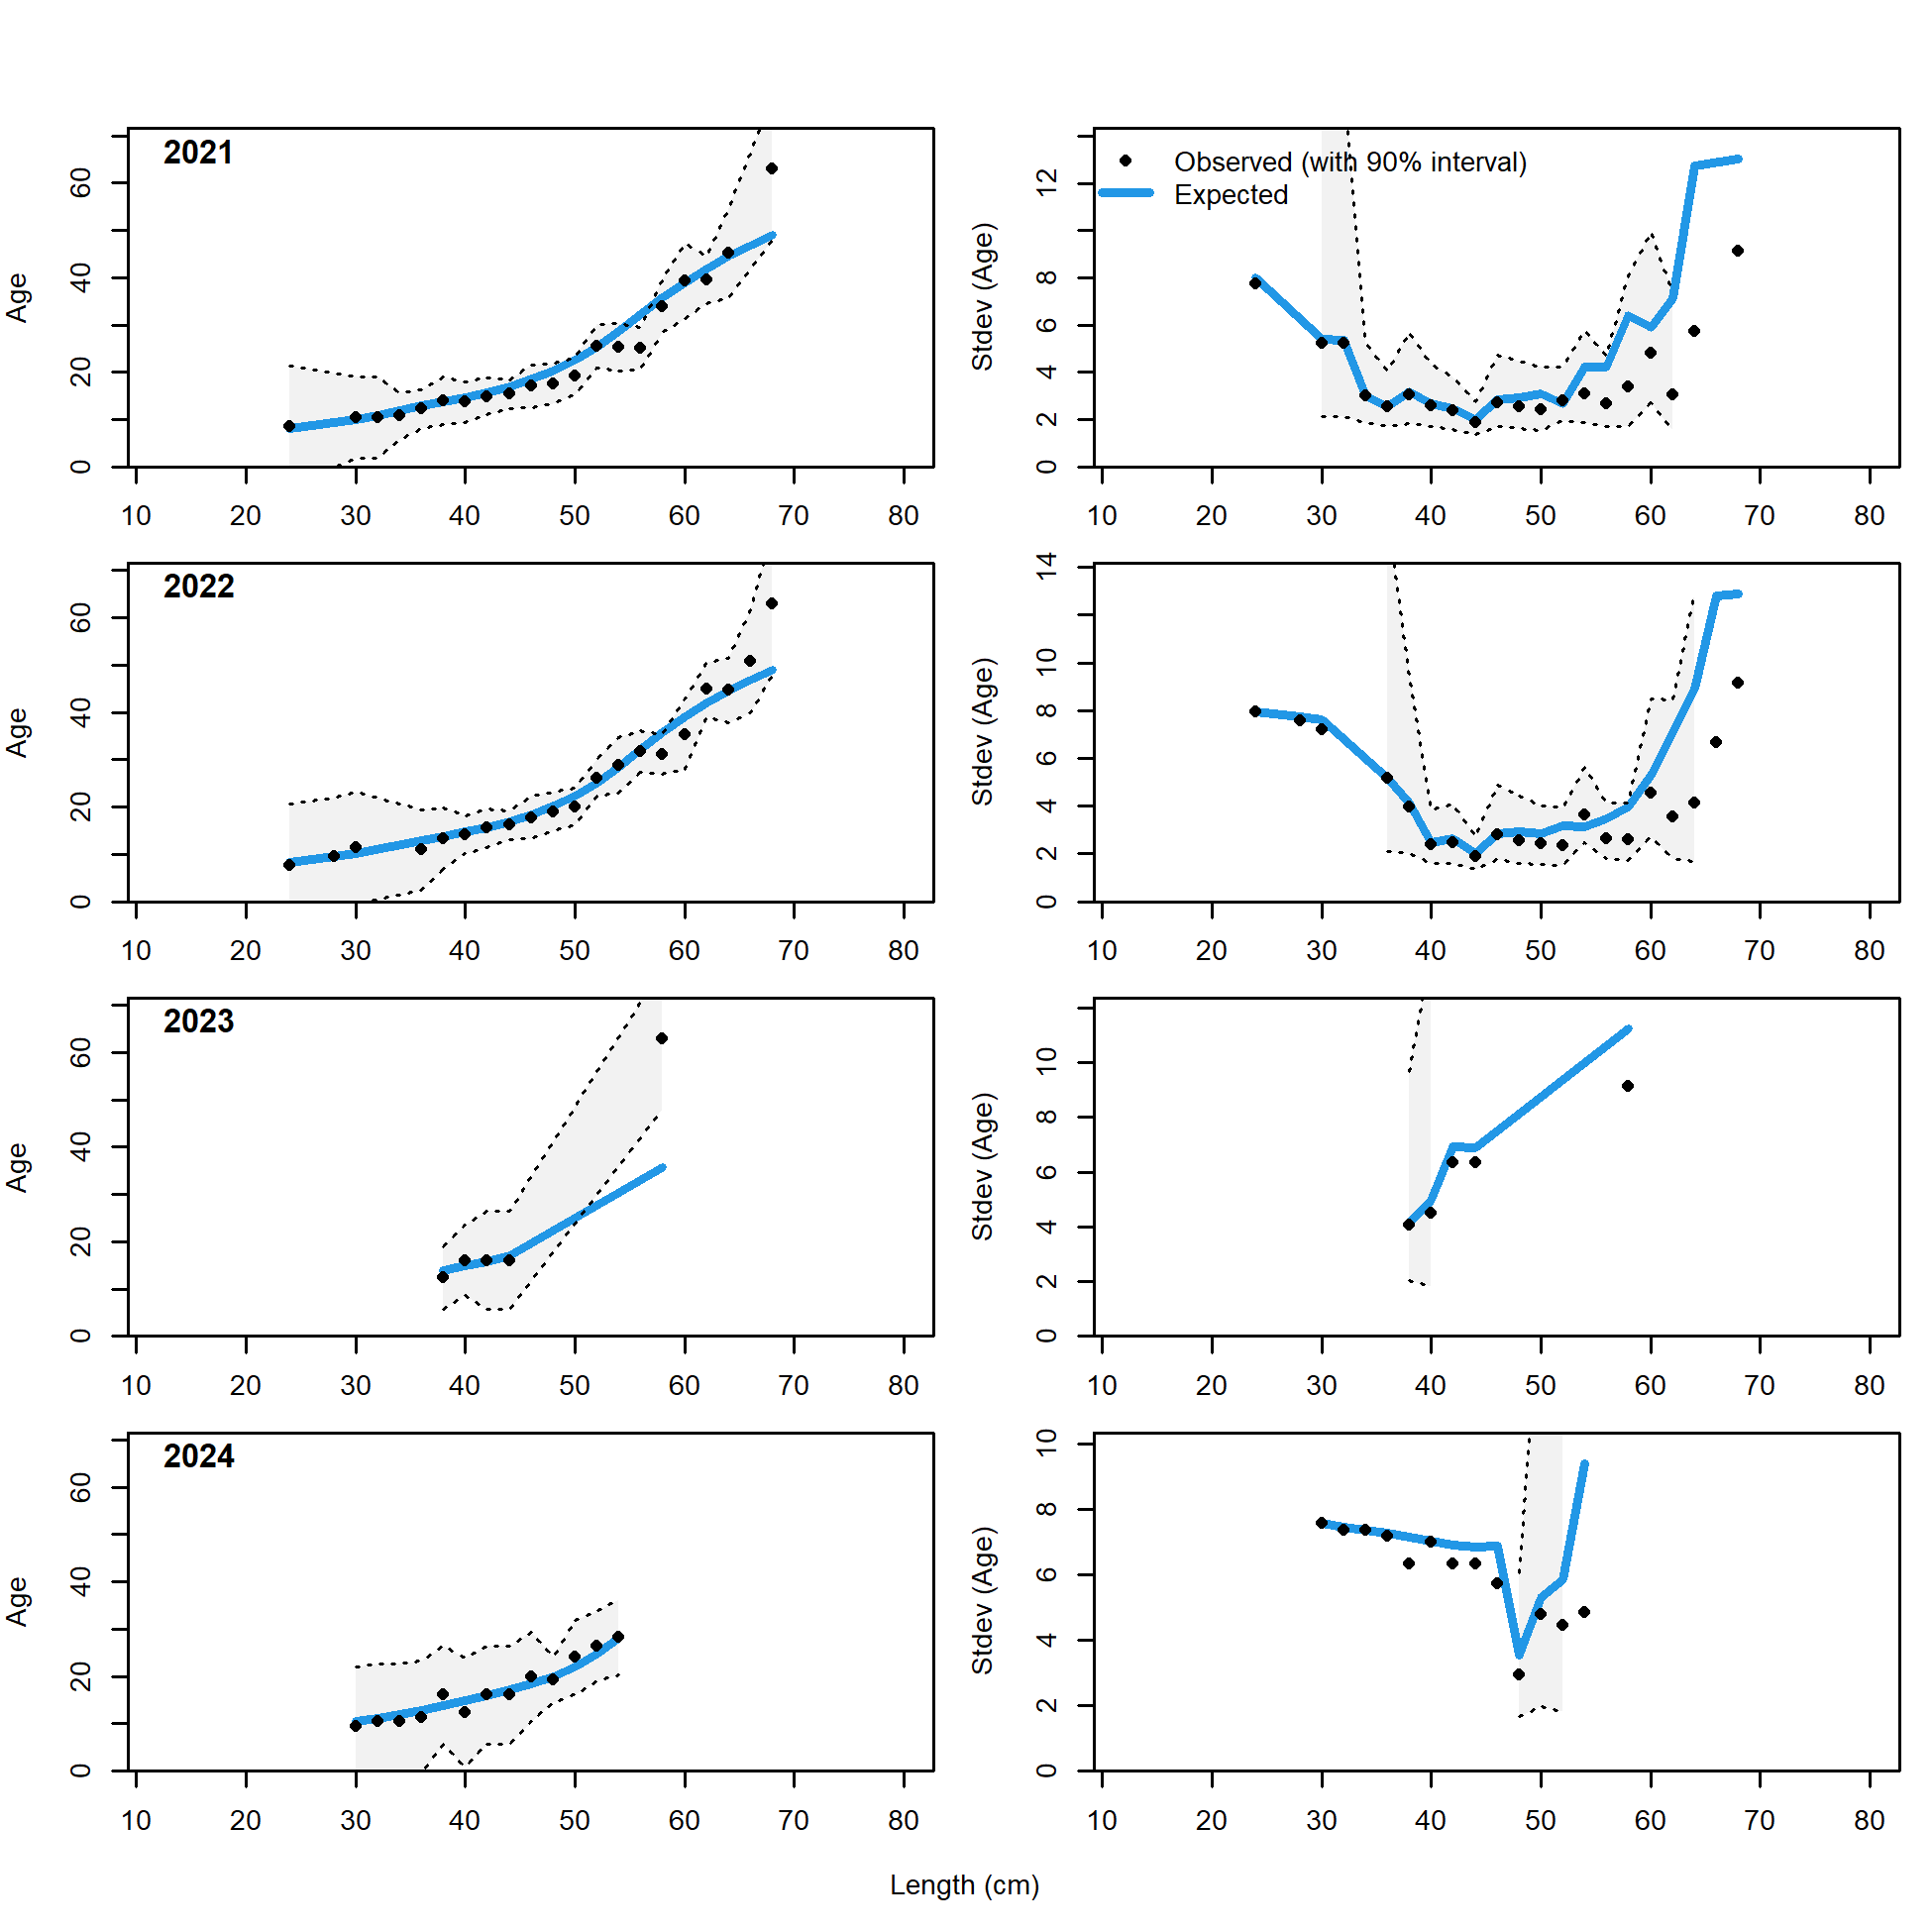 2021
Age
0 20 40 60
10 20 30 40 50 60 70 80
Observed (with 90% interval)
Expected
Stdev (Age)
0 2 4 6 8 12
10 20 30 40 50 60 70 80
2022
Age
0 20 40 60
10 20 30 40 50 60 70 80
Stdev (Age)
0 2 4 6 8 10 14
10 20 30 40 50 60 70 80
2023
Age
0 20 40 60
10 20 30 40 50 60 70 80
Stdev (Age)
0 2 4 6 8 10
10 20 30 40 50 60 70 80
2024
Age
0 20 40 60
10 20 30 40 50 60 70 80
Stdev (Age)
0 2 4 6 8 10
10 20 30 40 50 60 70 80
Length (cm)